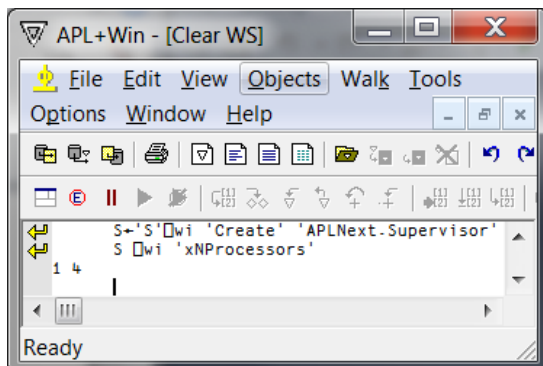 APL+Win - [Clear WS]
File Edit View Objects Walk Tools
Options Window Help
S←'S'⎕wi 'Create' 'APLNext.Supervisor'
S ⎕wi 'xNProcessors'
1 4
Ready